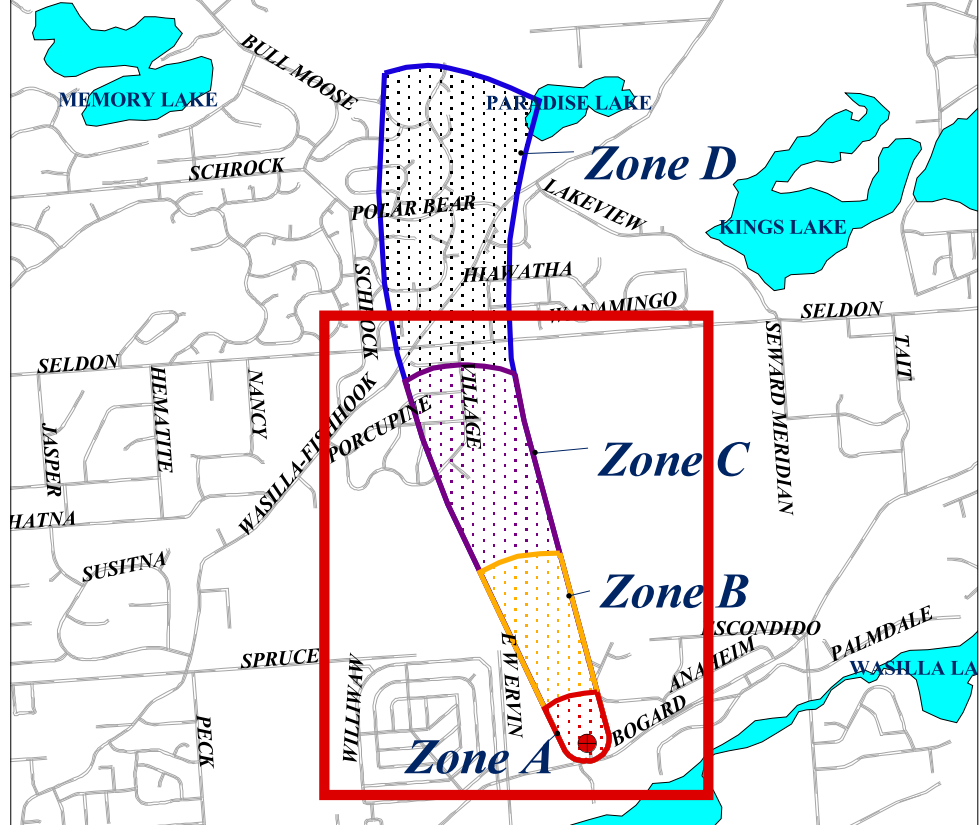 BULL MOOSE
MEMORY LAKE
PARADISE LAKE
SCHROCK
Zone D
LAKEVIEW
POLAR BEAR
KINGS LAKE
HIAWATHA
SCHROCK
WANAMINGO
SELDON
SELDON
SEWARD MERIDIAN
TAIT
HEMATITE
NANCY
VILLAGE
WASILLA-FISHHOOK
PORCUPINE
JASPER
Zone C
HATNA
SUSITNA
Zone B
ESCONDIDO
PALMDALE
E WERVIN
SPRUCE
WILLIWAW
ANAHEIM
WASILLA LA
BOGARD
PECK
Zone A